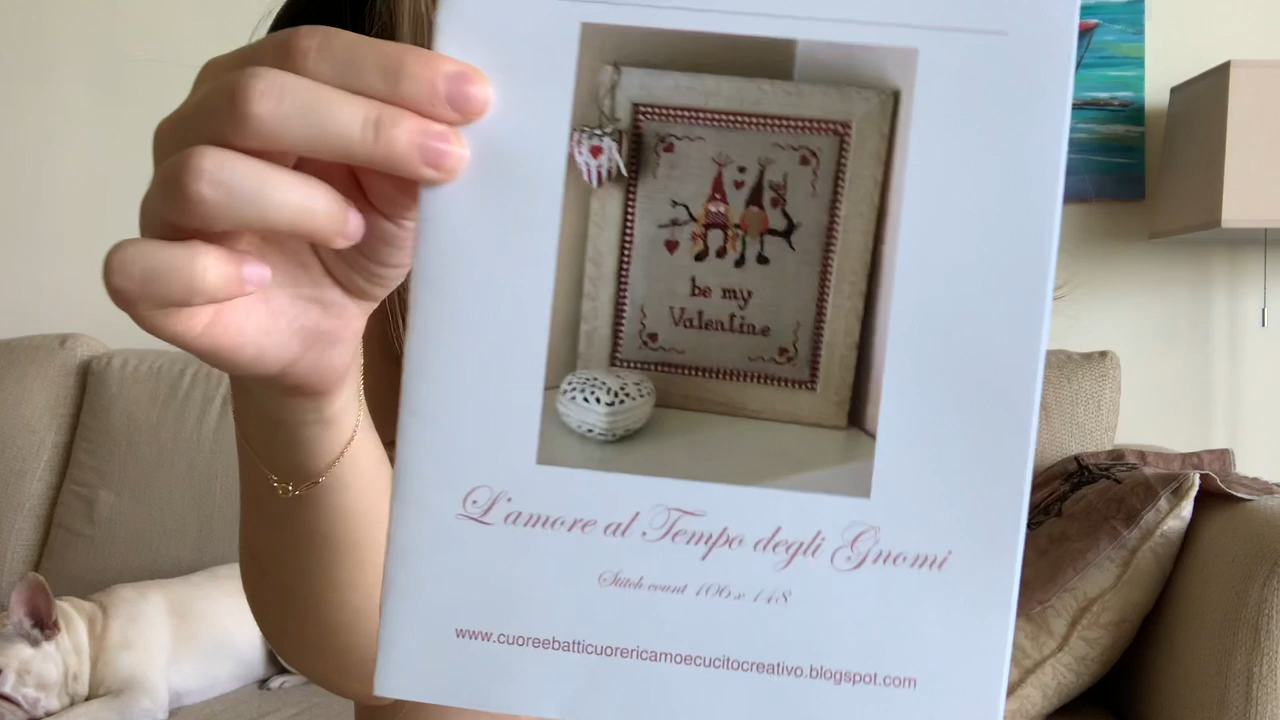 be my
Valentine
L'amore al Tempo degli Gnomi
Stitch count 106 x 148
www.cuoreebatticuorericamoecucitocreativo.blogspot.com